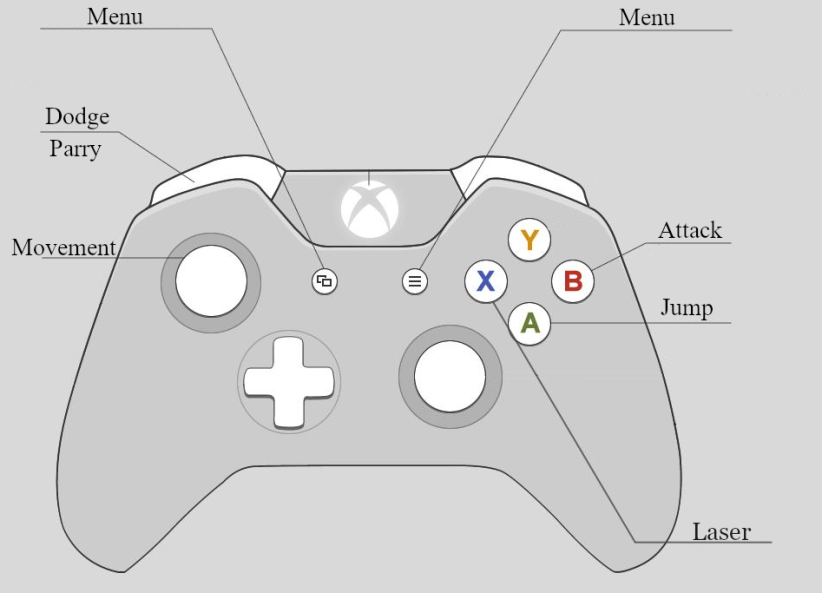 Menu
Menu
Dodge
Parry
Movement
Attack
Y
X
B
A
Jump
Laser